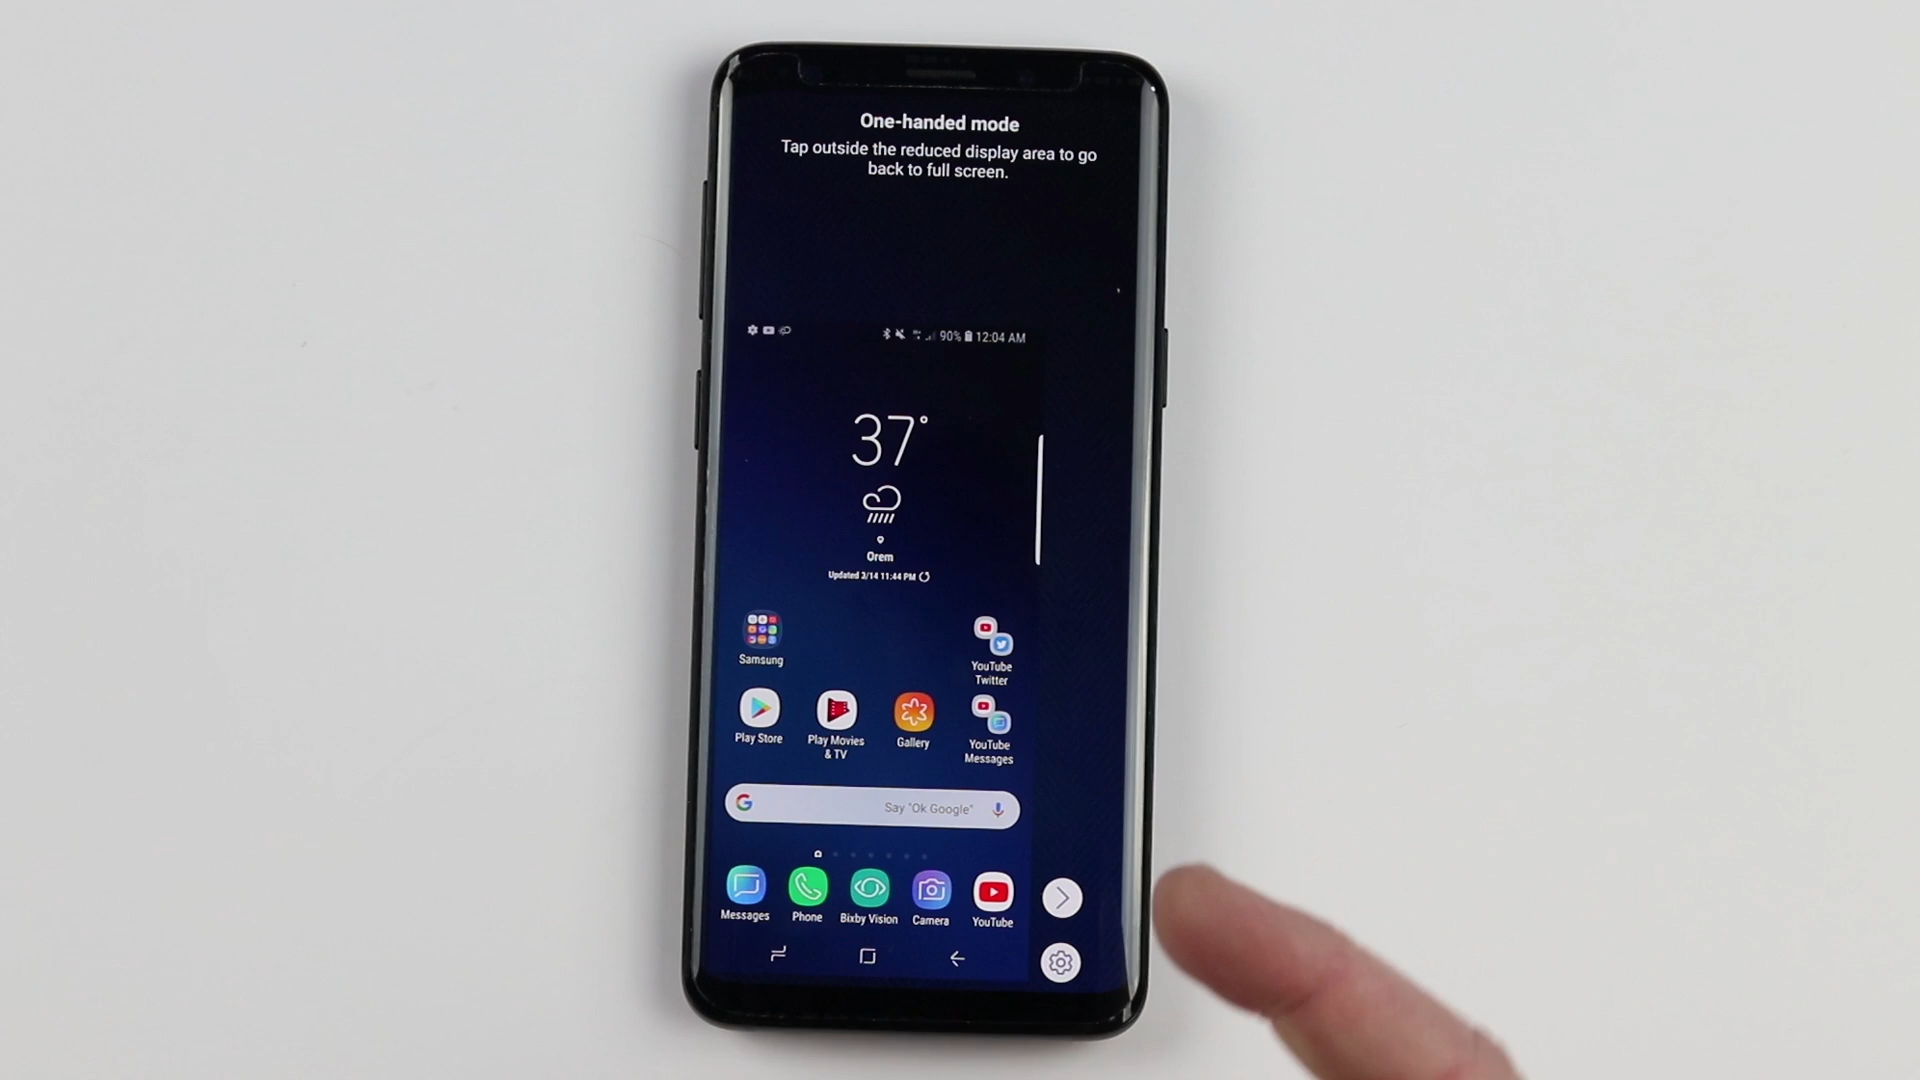 One-handed mode
Tap outside the reduced display area to go
back to full screen.
90% 12:04 AM
37°
Orem
Updated 3/14 11:44 PM
Samsung
YouTube
Twitter
Play Store
Play Movies
& TV
Gallery
YouTube
Messages
G Say "Ok Google"
Messages
Phone
Bixby Vision
Camera
YouTube